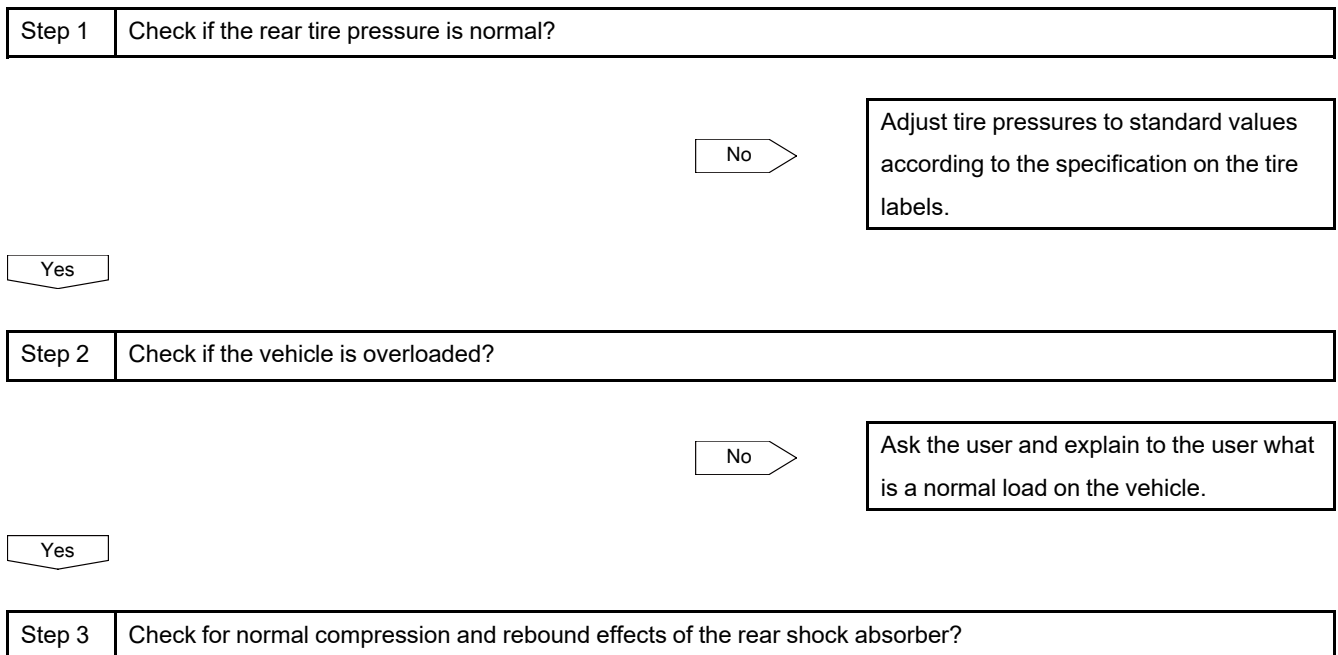 Step 1 Check if the rear tire pressure is normal?
No
Adjust tire pressures to standard values
according to the specification on the tire
labels.
Yes
Step 2 Check if the vehicle is overloaded?
No
Ask the user and explain to the user what
is a normal load on the vehicle.
Yes
Step 3 Check for normal compression and rebound effects of the rear shock absorber?